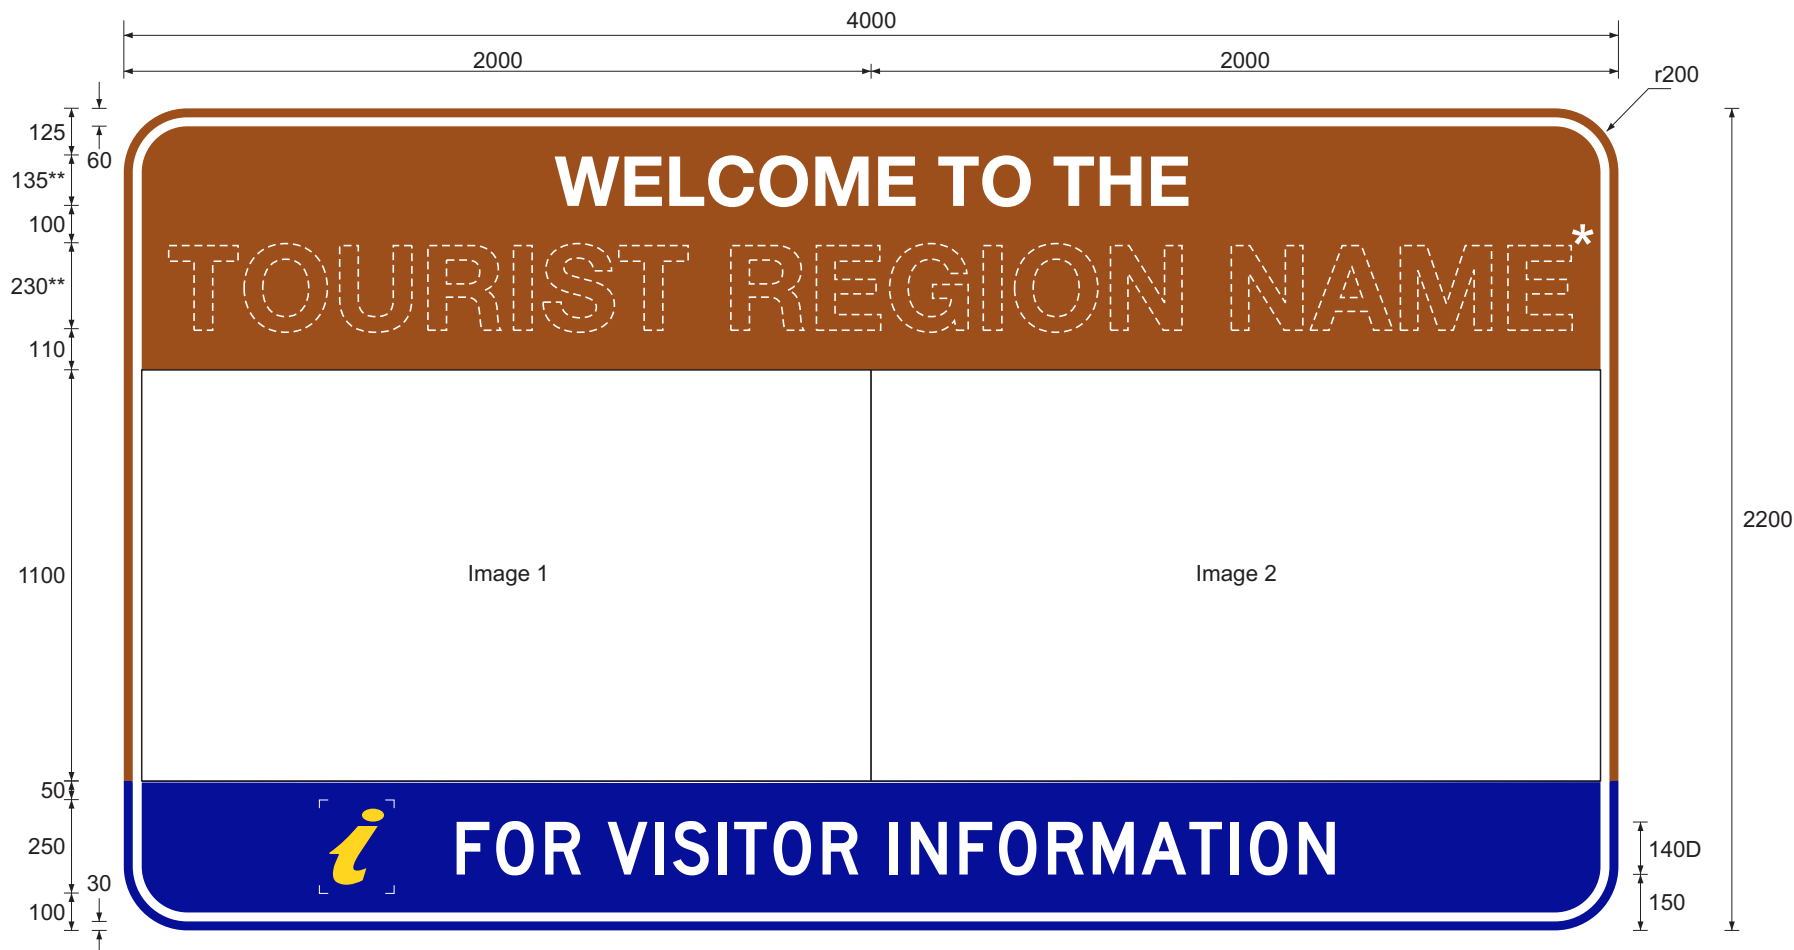 4000
2000 2000
r200
125
60
135**
WELCOME TO THE
100
TOURIST REGION NAME*
230**
110
2200
1100
Image 1 Image 2
50
i FOR VISITOR INFORMATION
250
140D
30
100
150